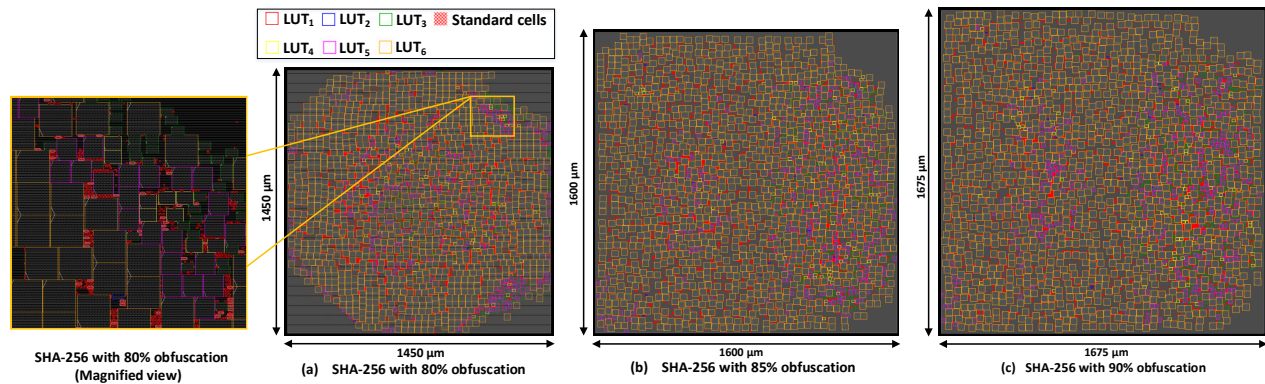 LUT1 LUT2 LUT3 Standard cells
LUT4 LUT5 LUT6
1450 µm
1600 µm
1675 µm
1450 µm
1600 µm
1675 µm
SHA-256 with 80% obfuscation
(Magnified view)
(a) SHA-256 with 80% obfuscation
(b) SHA-256 with 85% obfuscation
(c) SHA-256 with 90% obfuscation